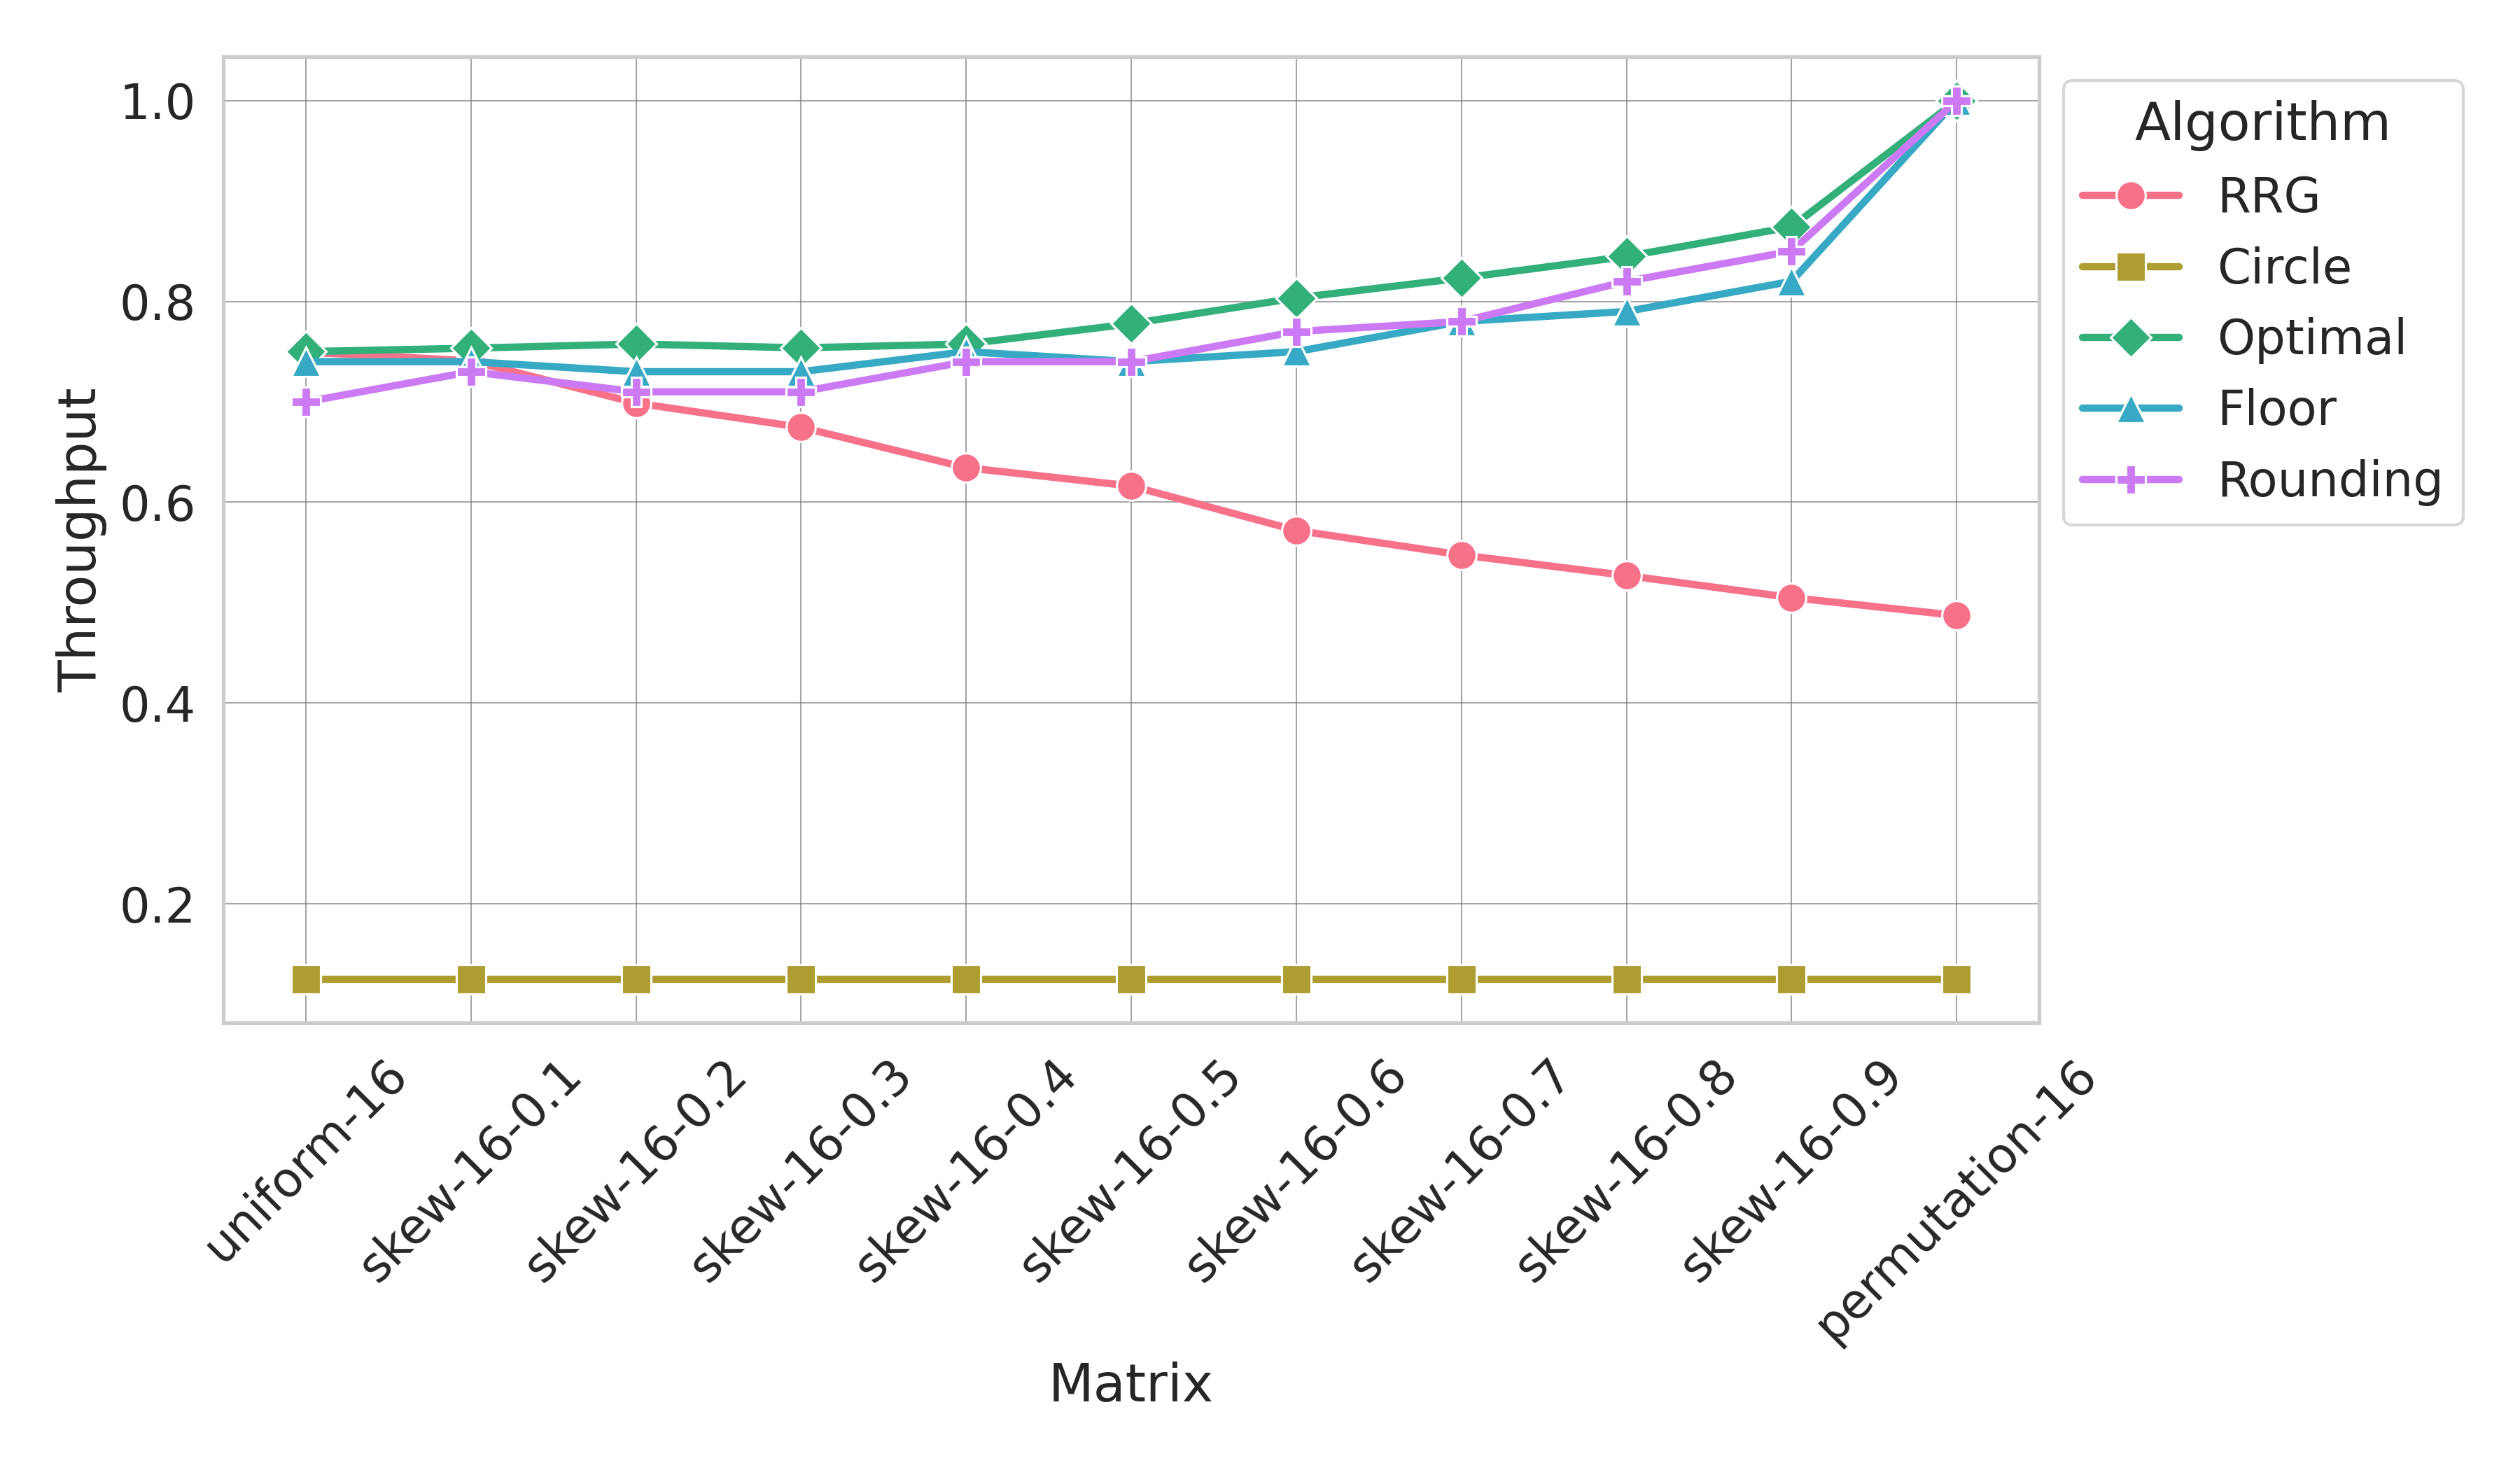 Throughput
1.0
0.8
0.6
0.4
0.2
uniform-16
skew-16-0.1
skew-16-0.2
skew-16-0.3
skew-16-0.4
skew-16-0.5
skew-16-0.6
skew-16-0.7
skew-16-0.8
skew-16-0.9
permutation-16
Matrix
Algorithm
RRG
Circle
Optimal
Floor
Rounding